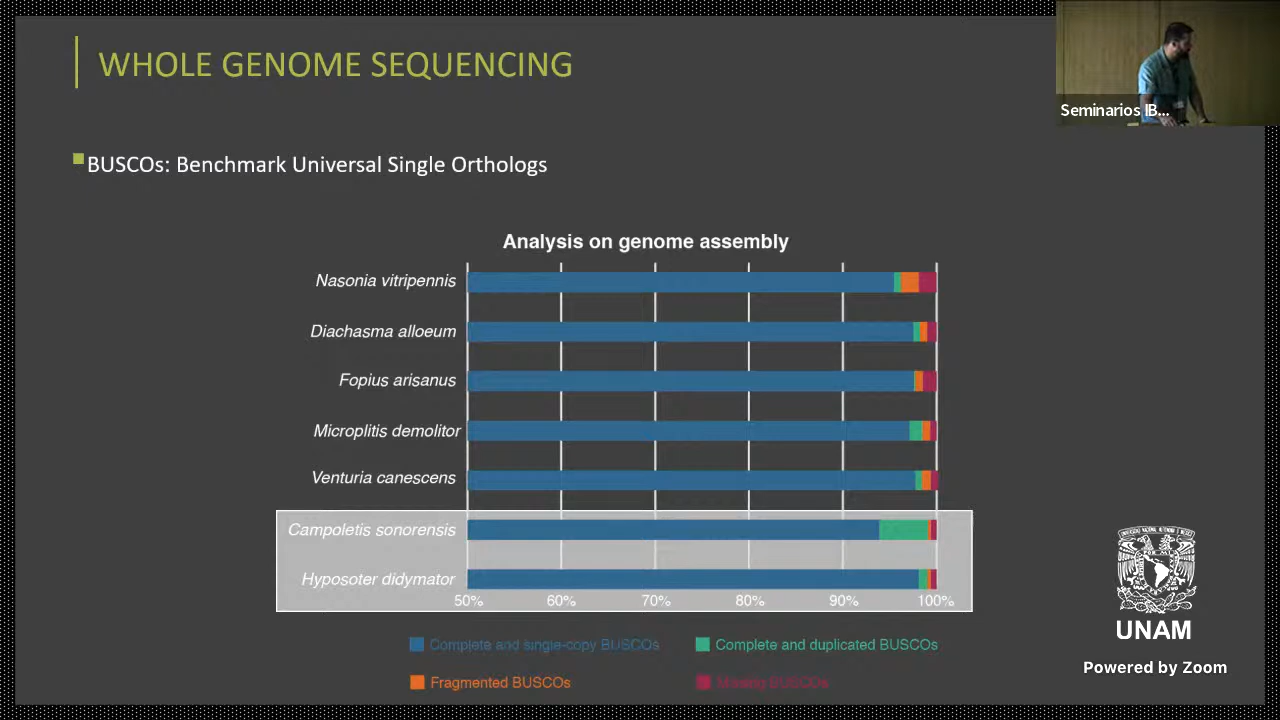 WHOLE GENOME SEQUENCING
Seminarios IB...
BUSCOs: Benchmark Universal Single Orthologs
Analysis on genome assembly
Nasonia vitripennis
Diachasma alloeum
Fopius arisanus
Microplitis demolitor
Venturia canescens
Campoletis sonorensis
Hyposoter didymator
50% 60% 70% 80% 90% 100%
Complete and single-copy BUSCOs
Complete and duplicated BUSCOs
Fragmented BUSCOs
Missing BUSCOs
UNAM
Powered by Zoom